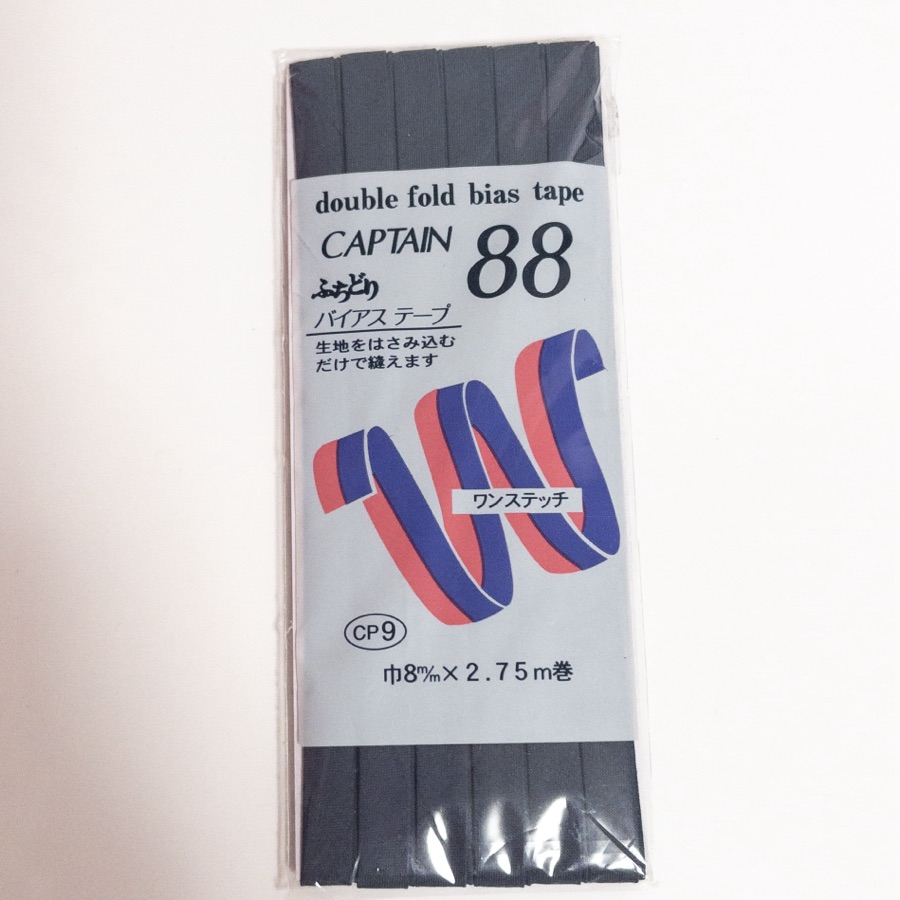 double fold bias tape
CAPTAIN 88
ふちどり
バイアス テープ
生地をはさみ込む
だけで縫えます
ワンステッチ
CP9
巾8m/m×2.75m巻